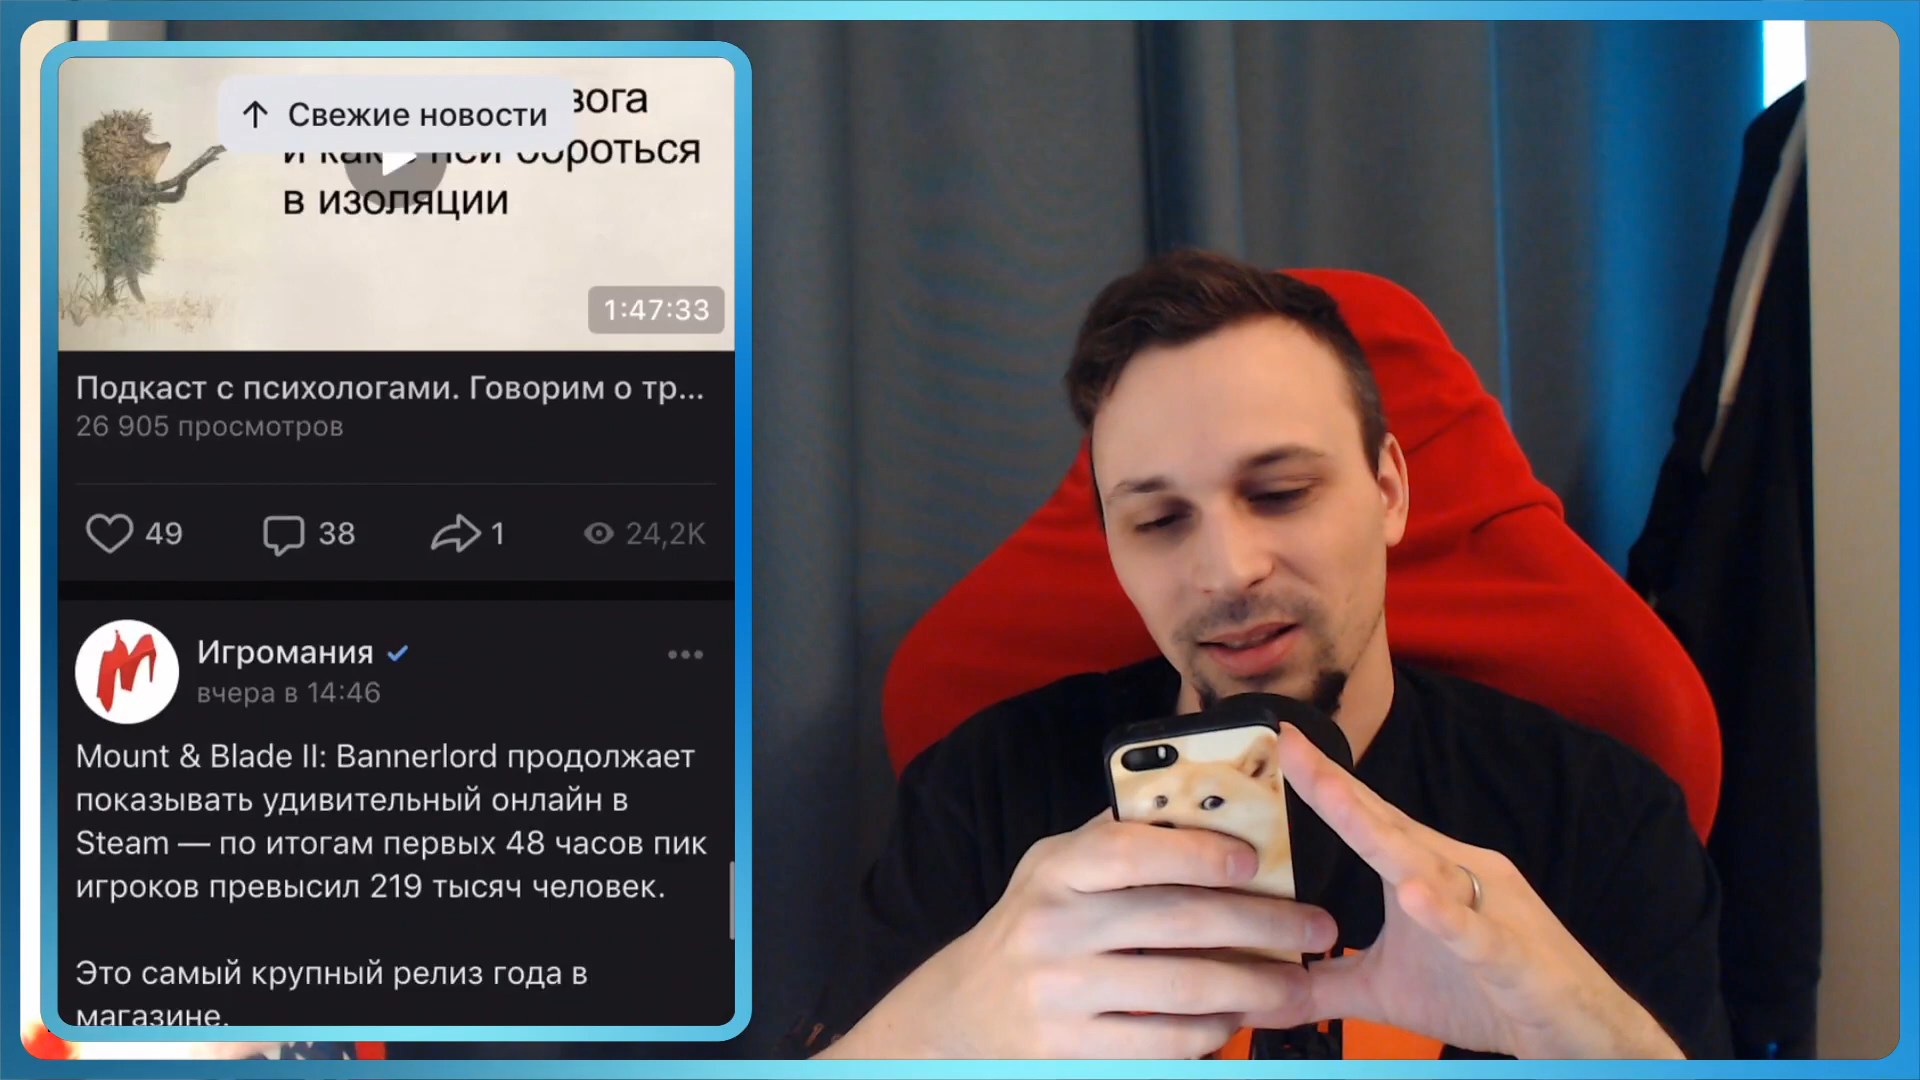 Свежие новости
вога
бороться
в изоляции
1:47:33
Подкаст с психологами. Говорим о тр...
26 905 просмотров
49 38 1 24,2K
Игромания
вчера в 14:46
Mount & Blade II: Bannerlord продолжает
показывать удивительный онлайн в
Steam — по итогам первых 48 часов пик
игроков превысил 219 тысяч человек.
Это самый крупный релиз года в
магазине.